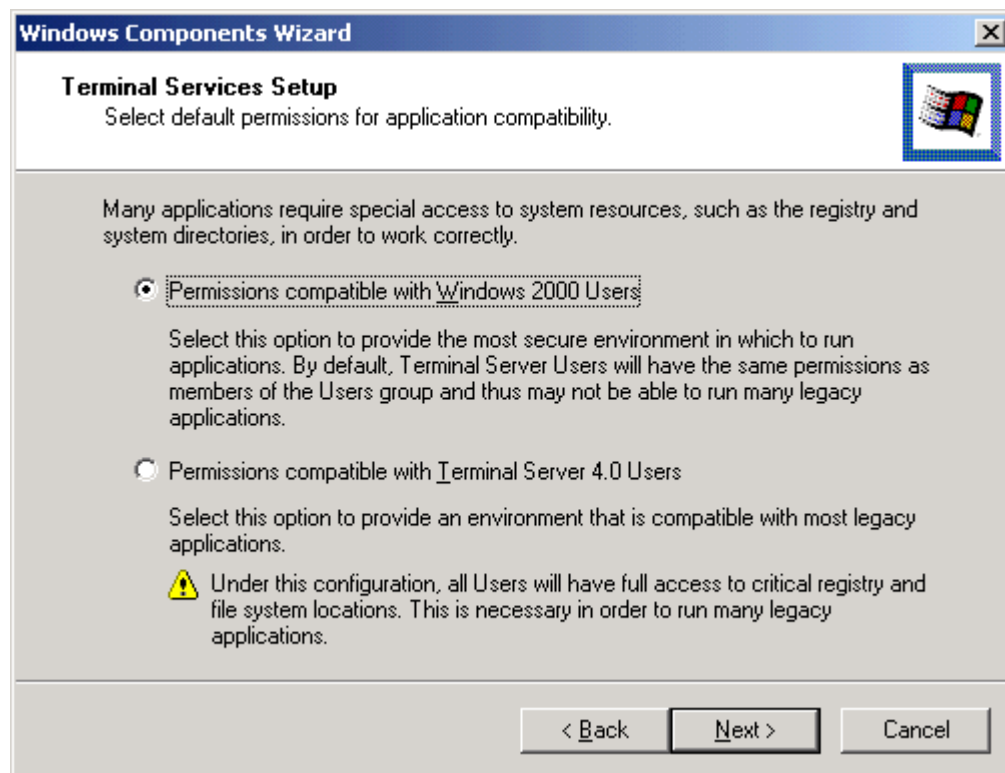 Windows Components Wizard
Terminal Services Setup
Select default permissions for application compatibility.
Many applications require special access to system resources, such as the registry and
system directories, in order to work correctly.
Permissions compatible with Windows 2000 Users
Select this option to provide the most secure environment in which to run
applications. By default, Terminal Server Users will have the same permissions as
members of the Users group and thus may not be able to run many legacy
applications.
Permissions compatible with Terminal Server 4.0 Users
Select this option to provide an environment that is compatible with most legacy
applications.
Under this configuration, all Users will have full access to critical registry and
file system locations. This is necessary in order to run many legacy
applications.
< Back Next > Cancel